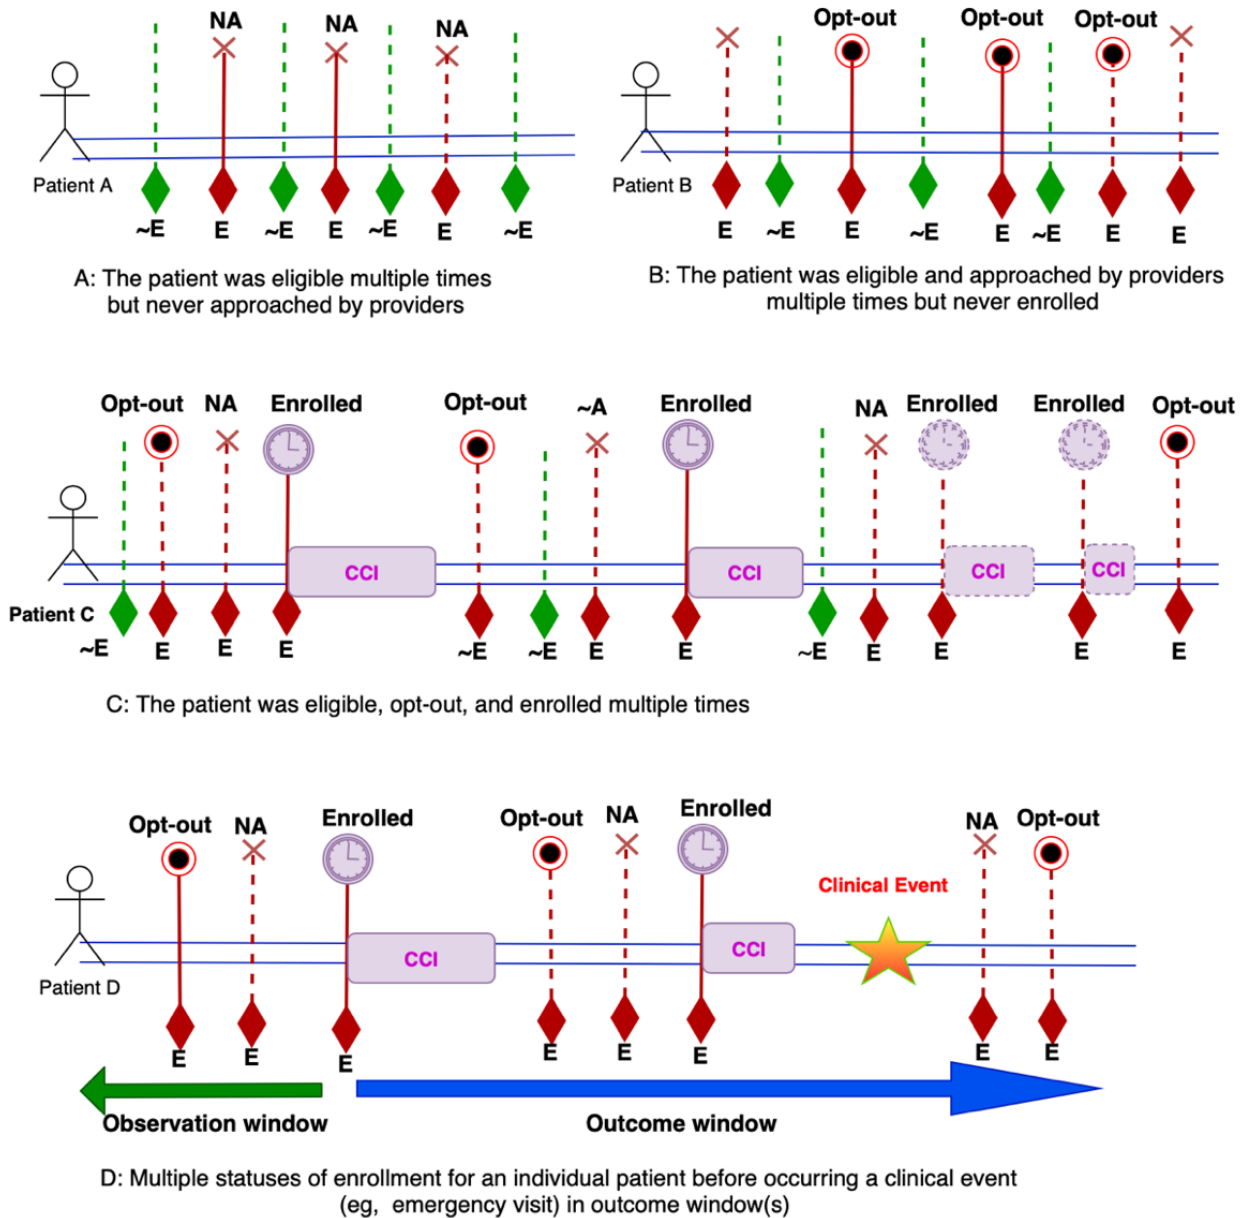 NA NA NA
Patient A
~E E ~E E ~E E ~E
A: The patient was eligible multiple times
but never approached by providers
Opt-out Opt-out Opt-out
Patient B
E ~E E ~E E ~E E E
B: The patient was eligible and approached by providers
multiple times but never enrolled
Opt-out NA Enrolled Opt-out ~A Enrolled NA Enrolled Enrolled Opt-out
CCI CCI CCI CCI
Patient C
~E E E E ~E ~E E E ~E E E E E
C: The patient was eligible, opt-out, and enrolled multiple times
Opt-out NA Enrolled Opt-out NA Enrolled NA Opt-out
Clinical Event
CCI CCI
Patient D
E E E E E E E E
Observation window Outcome window
D: Multiple statuses of enrollment for an individual patient before occurring a clinical event
(eg, emergency visit) in outcome window(s)